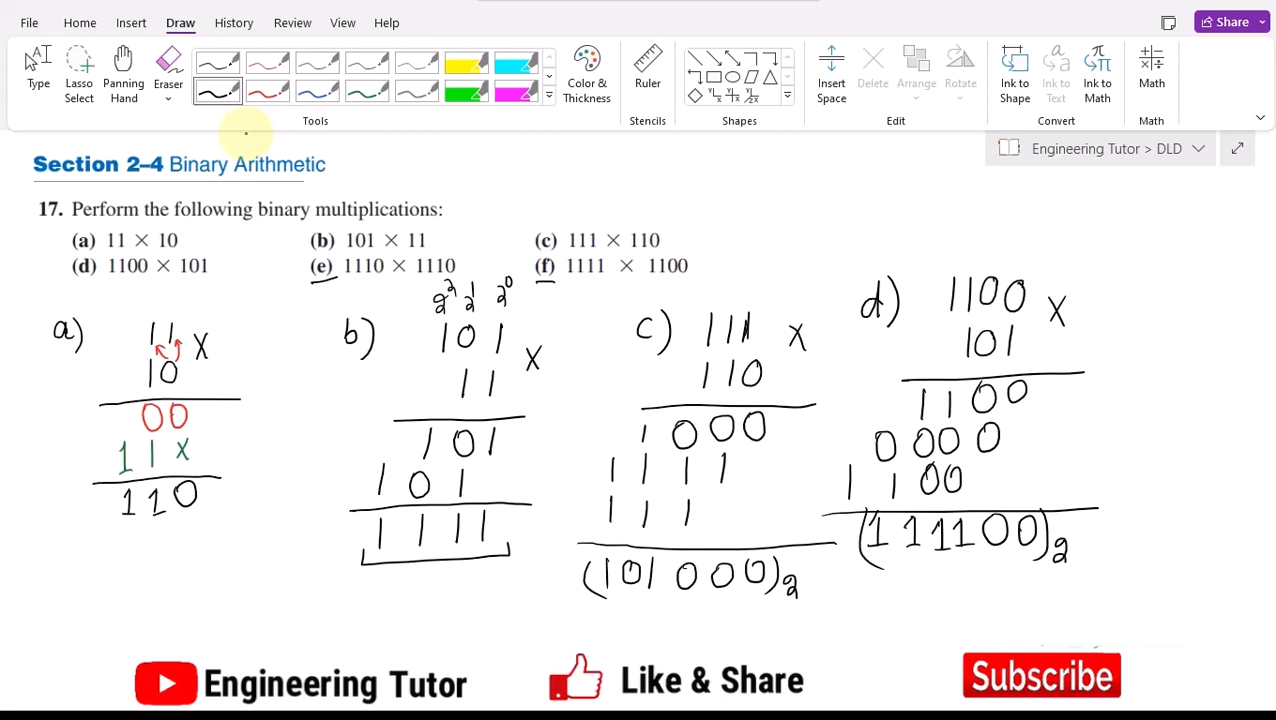 File Home Insert Draw History Review View Help Share
Type Lasso Select Panning Hand Eraser Color & Thickness Ruler Insert Space Delete Arrange Rotate Ink to Shape Ink to Text Ink to Math Math
Tools Stencils Shapes Edit Convert Math
Engineering Tutor > DLD
Section 2–4 Binary Arithmetic
17. Perform the following binary multiplications:
(a) 11 × 10 (b) 101 × 11 (c) 111 × 110
(d) 1100 × 101 (e) 1110 × 1110 (f) 1111 × 1100
a)
11 X
10
00
11x
110
b)
2² 2¹ 2⁰
101
11 X
101
101
1111
c)
111 X
110
1000
1111
111
(101000)₂
d)
1100 X
101
1100
0000
1100
(111100)₂
Engineering Tutor Like & Share Subscribe